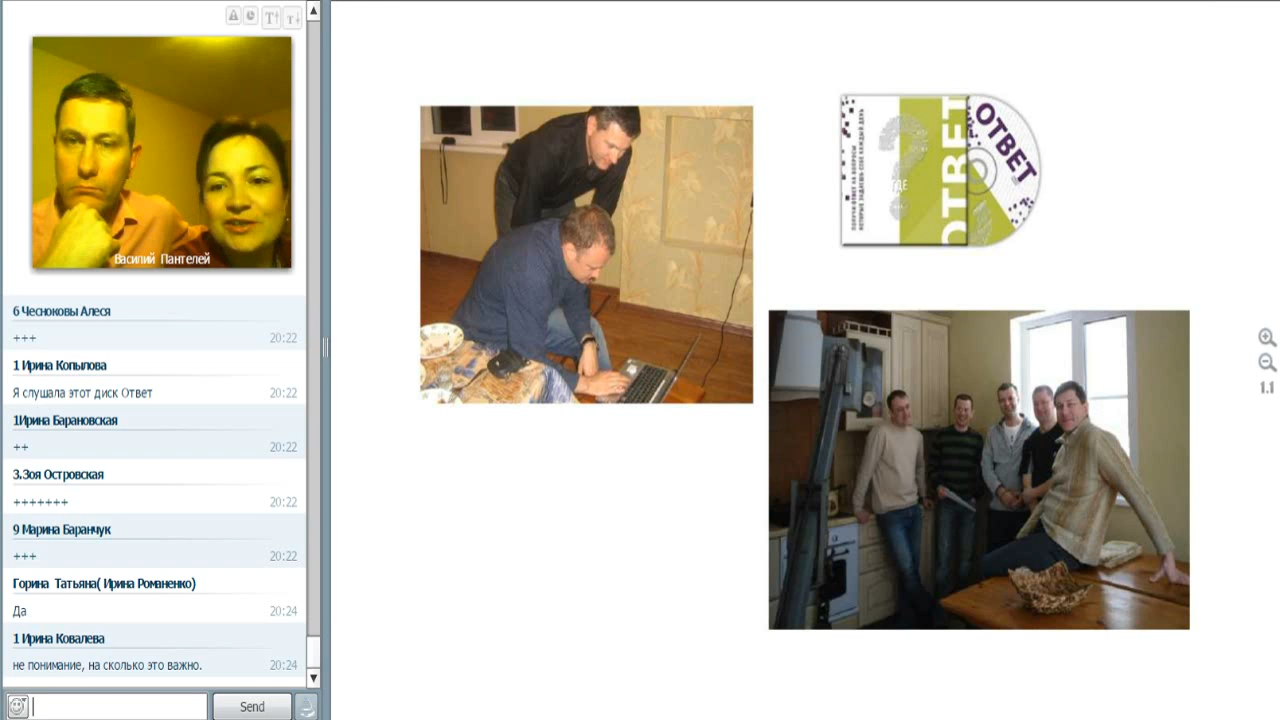 Василий Пантелей
6 Чесноковы Алеся
+++
20:22
1 Ирина Копылова
Я слушала этот диск Ответ
20:22
1Ирина Барановская
++
20:22
3.Зоя Островская
+++++++
20:22
9 Марина Баранчук
+++
20:22
Горина Татьяна( Ирина Романенко)
Да
20:24
1 Ирина Ковалева
не понимание, на сколько это важно.
20:24
Send
ГДЕ
ОТВЕТ
ОТВЕТ
1.1